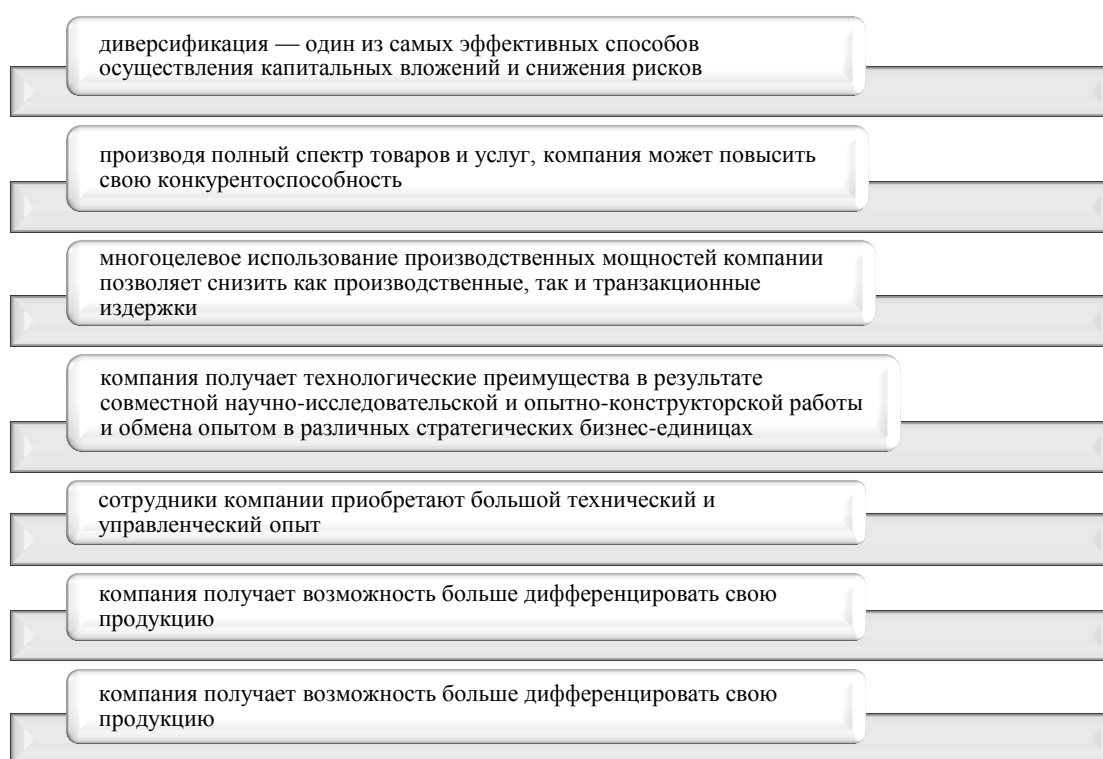 диверсификация — один из самых эффективных способов
осуществления капитальных вложений и снижения рисков
производя полный спектр товаров и услуг, компания может повысить
свою конкурентоспособность
многоцелевое использование производственных мощностей компании
позволяет снизить как производственные, так и транзакционные
издержки
компания получает технологические преимущества в результате
совместной научно-исследовательской и опытно-конструкторской работы
и обмена опытом в различных стратегических бизнес-единицах
сотрудники компании приобретают большой технический и
управленческий опыт
компания получает возможность больше дифференцировать свою
продукцию
компания получает возможность больше дифференцировать свою
продукцию